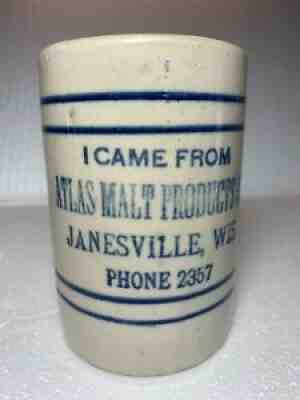 I CAME FROM
ATLAS MALT PRODUCTS
JANESVILLE, WIS
PHONE 2357